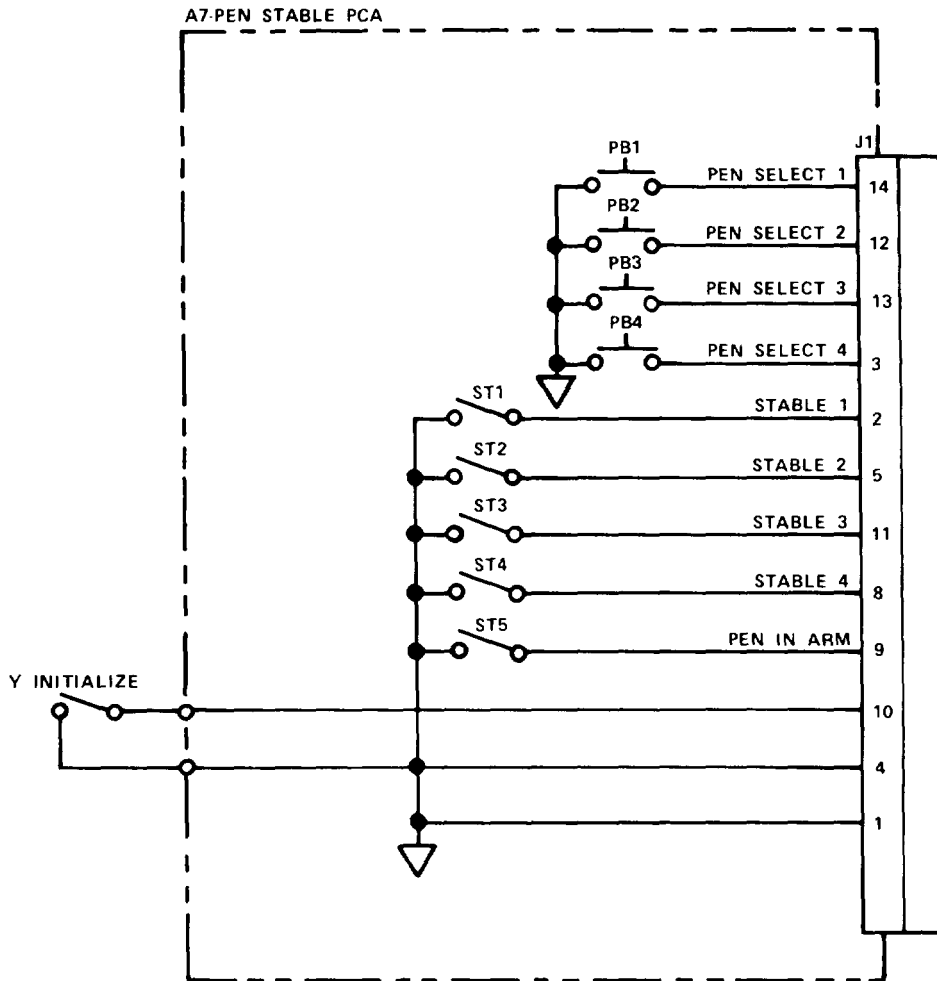 A7-PEN STABLE PCA
J1
PB1
PEN SELECT 1
14
PB2
PEN SELECT 2
12
PB3
PEN SELECT 3
13
PB4
PEN SELECT 4
3
ST1
STABLE 1
2
ST2
STABLE 2
5
ST3
STABLE 3
11
ST4
STABLE 4
8
ST5
PEN IN ARM
9
Y INITIALIZE
10
4
1